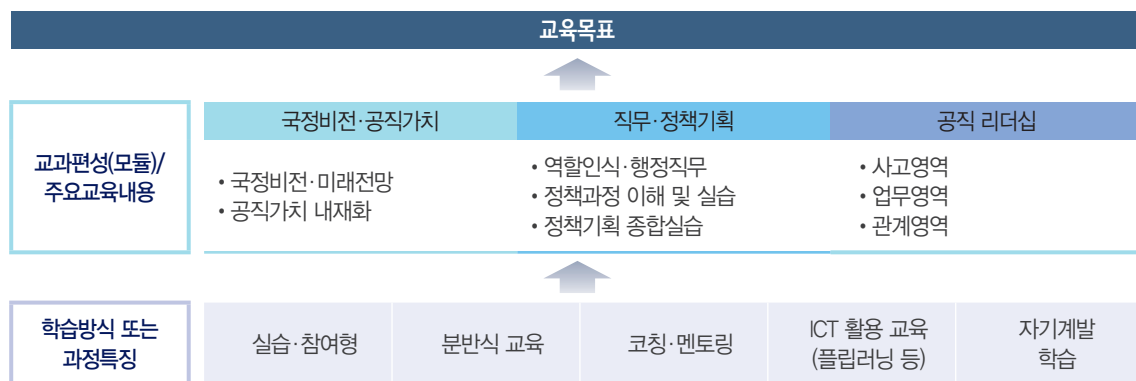 교육목표
교과편성(모듈)/
주요교육내용
국정비전·공직가치
• 국정비전·미래전망
• 공직가치 내재화
직무·정책기획
• 역할인식·행정직무
• 정책과정 이해 및 실습
• 정책기획 종합실습
공직 리더십
• 사고영역
• 업무영역
• 관계영역
학습방식 또는
과정특징
실습·참여형
분반식 교육
코칭·멘토링
ICT 활용 교육
(플립러닝 등)
자기계발
학습